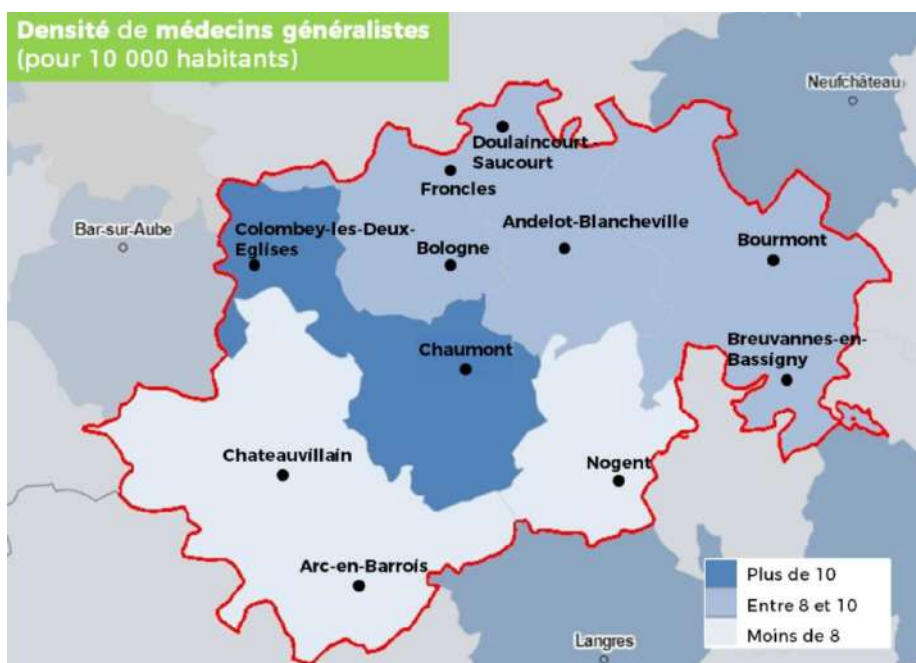 Densité de médecins généralistes
(pour 10 000 habitants)
Neufchâteau
Doulaincourt -
Saucourt
Froncles
Bar-sur-Aube
Colombey-les-Deux-
Eglises
Bologne
Andelot-Blancheville
Bourmont
Chaumont
Breuvannes-en-
Bassigny
Chateauvillain
Nogent
Arc-en-Barrois
Langres
Plus de 10
Entre 8 et 10
Moins de 8